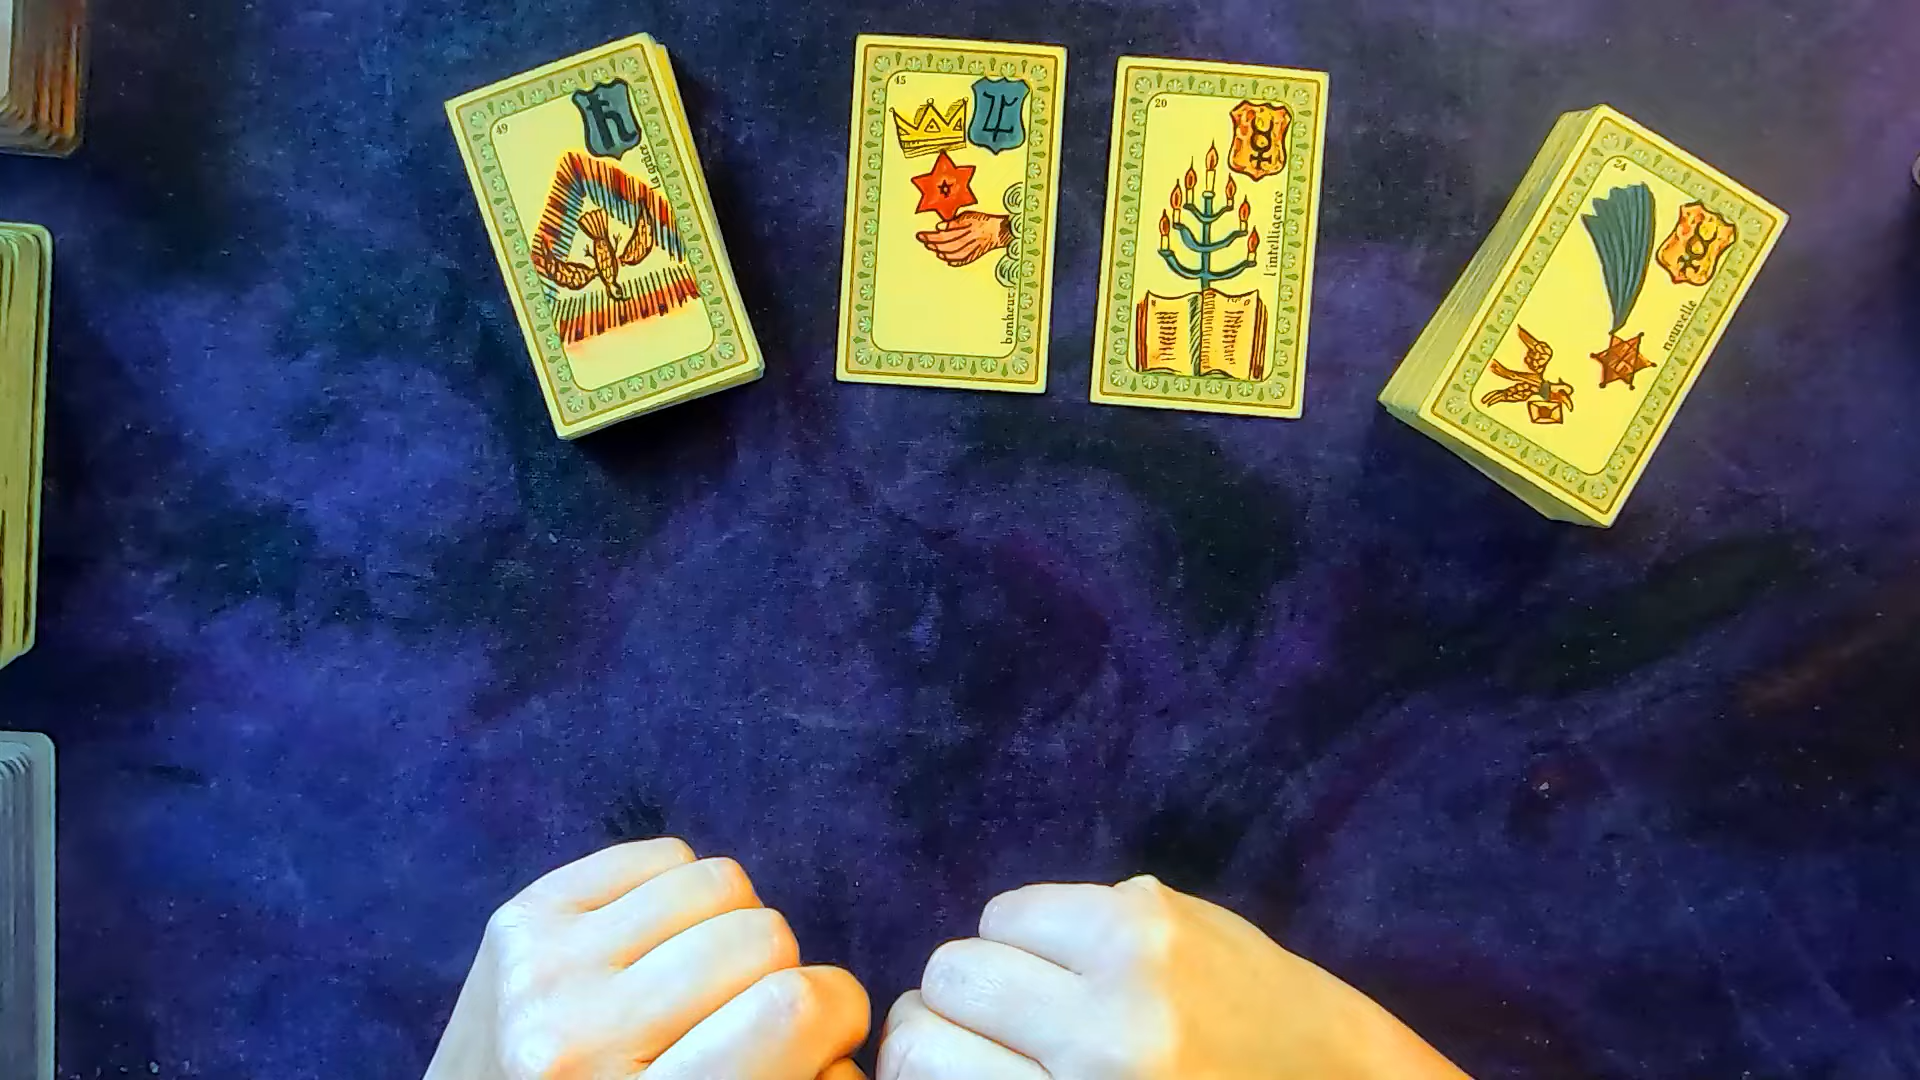 49
la grâce
45
bonheur
20
l'intelligence
24
nouvelle